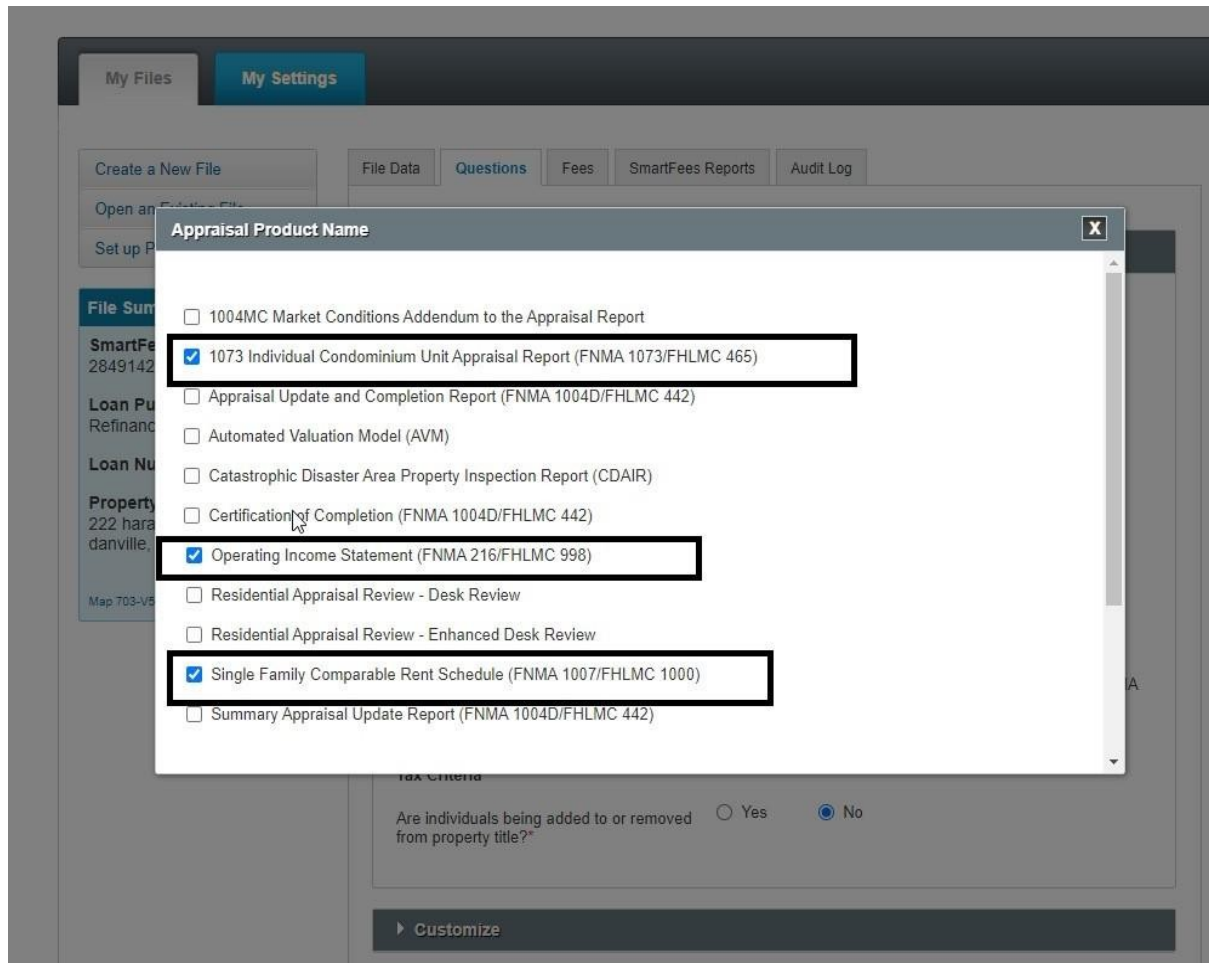 My Files
My Settings
Create a New File
File Data
Questions
Fees
SmartFees Reports
Audit Log
Open an Existing File
Set up P
Appraisal Product Name
X
File Sum
SmartFe
2849142
Loan Pu
Refinanc
Loan Nu
Property
222 hara
danville,
Map 703-V5
1004MC Market Conditions Addendum to the Appraisal Report
1073 Individual Condominium Unit Appraisal Report (FNMA 1073/FHLMC 465)
Appraisal Update and Completion Report (FNMA 1004D/FHLMC 442)
Automated Valuation Model (AVM)
Catastrophic Disaster Area Property Inspection Report (CDAIR)
Certification of Completion (FNMA 1004D/FHLMC 442)
Operating Income Statement (FNMA 216/FHLMC 998)
Residential Appraisal Review - Desk Review
Residential Appraisal Review - Enhanced Desk Review
Single Family Comparable Rent Schedule (FNMA 1007/FHLMC 1000)
Summary Appraisal Update Report (FNMA 1004D/FHLMC 442)
IA
Tax Criteria
Are individuals being added to or removed
from property title?*
Yes
No
Customize